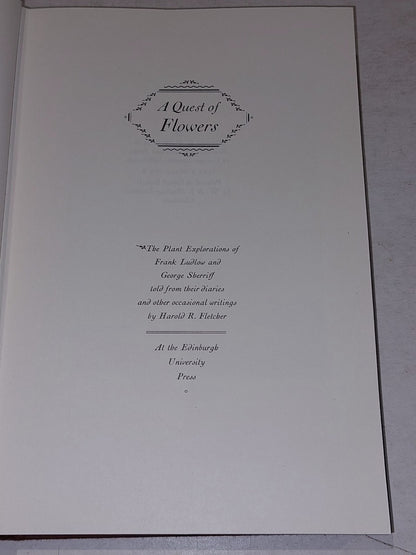 A Quest of
Flowers
The Plant Explorations of
Frank Ludlow and
George Sherriff
told from their diaries
and other occasional writings
by Harold R. Fletcher
At the Edinburgh
University
Press